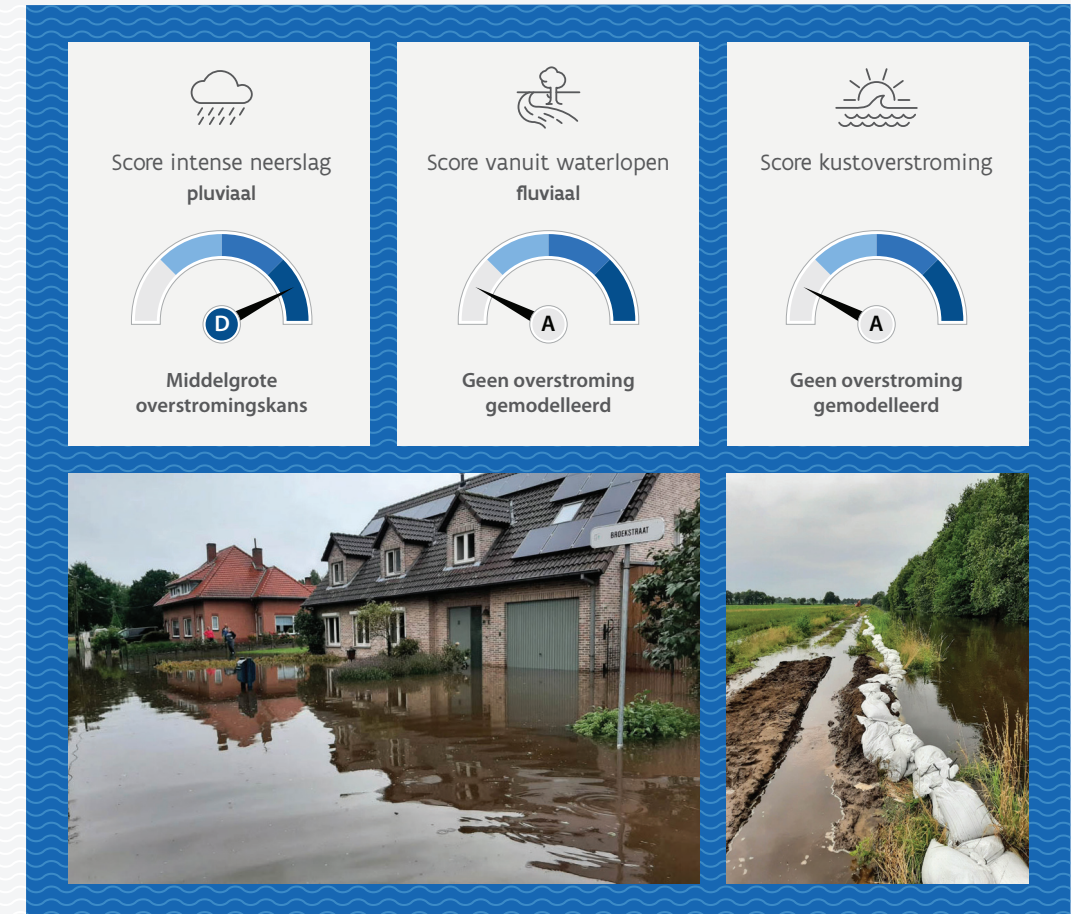 Score intense neerslag
pluviaal
D
Middelgrote
overstromingskans
Score vanuit waterlopen
fluviaal
A
Geen overstroming
gemodelleerd
Score kustoverstroming
A
Geen overstroming
gemodelleerd
BROEKSTRAAT